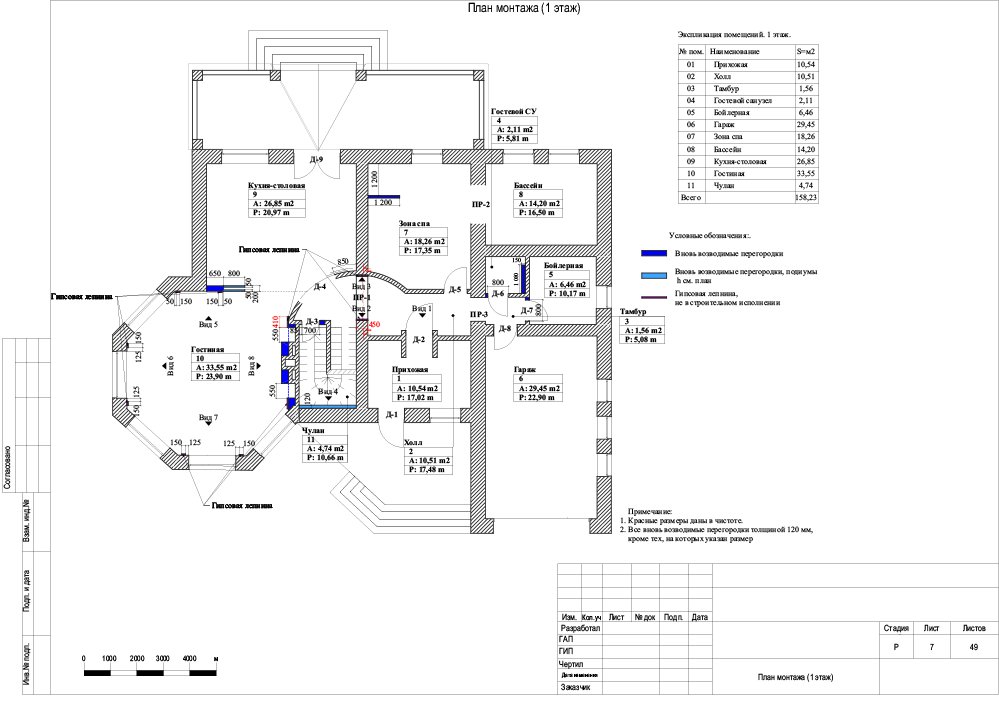 План монтажа (1 этаж)
Экспликация помещений. 1 этаж.
№ пом. Наименование S=м2
01 Прихожая 10,54
02 Холл 10,51
03 Тамбур 1,56
04 Гостевой санузел 2,11
05 Бойлерная 6,46
06 Гараж 29,45
07 Зона спа 18,26
08 Бассейн 14,20
09 Кухня-столовая 26,85
10 Гостиная 33,55
11 Чулан 4,74
Всего 158,23
Условные обозначения:.
Вновь возводимые перегородки
Вновь возводимые перегородки, подиумы
h см. план
Гипсовая лепнина,
не в строительном исполнении
Гостевой СУ
4
А: 2,11 m2
Р: 5,81 m
Д-9
Кухня-столовая
9
А: 26,85 m2
Р: 20,97 m
1 200
1 200
Зона спа
7
А: 18,26 m2
Р: 17,35 m
ПР-2
Бассейн
8
А: 14,20 m2
Р: 16,50 m
Гипсовая лепнина
850
650 800
50
50
200
Гипсовая лепнина
50 150
150 50
Д-4
Вид 3
ПР-1
Вид 2
Д-5
150
1 100
800
Д-6
Бойлерная
5
А: 6,46 m2
Р: 10,17 m
Д-7
800
Д-8
ПР-3
Тамбур
3
А: 1,56 m2
Р: 5,08 m
Вид 5
410
550
85
Д-3
700
450
Вид 1
Д-2
150
125
Вид 6
Гостиная
10
А: 33,55 m2
Р: 23,90 m
Вид 8
550
120
Вид 4
125
150
Вид 7
150 125
125 150
Прихожая
1
А: 10,54 m2
Р: 17,02 m
Д-1
Гараж
6
А: 29,45 m2
Р: 22,90 m
Чулан
11
А: 4,74 m2
Р: 10,66 m
Холл
2
А: 10,51 m2
Р: 17,48 m
Гипсовая лепнина
Примечание:
1. Красные размеры даны в чистоте.
2. Все вновь возводимые перегородки толщиной 120 мм,
кроме тех, на которых указан размер
Согласовано
Взам. инд.№
Подп. и дата
Инв.№ подп.
0 1000 2000 3000 4000 м
Изм. Кол.уч Лист № док Подп. Дата
Разработал
ГАП
ГИП
Чертил
Дата изменения
Заказчик
Стадия Лист Листов
Р 7 49
План монтажа (1 этаж)